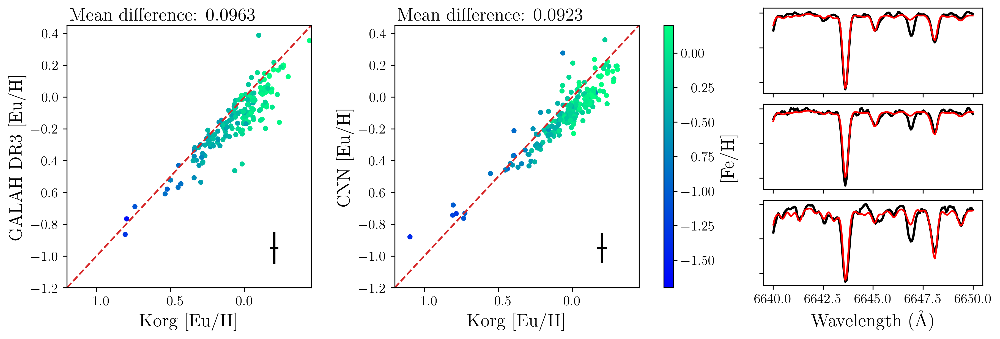 Mean difference: 0.0963
GALAH DR3 [Eu/H]
0.4
0.2
0.0
−0.2
−0.4
−0.6
−0.8
−1.0
−1.2
−1.0 −0.5 0.0
Korg [Eu/H]
Mean difference: 0.0923
CNN [Eu/H]
0.4
0.2
0.0
−0.2
−0.4
−0.6
−0.8
−1.0
−1.2
−1.0 −0.5 0.0
Korg [Eu/H]
0.00
−0.25
−0.50
−0.75
−1.00
−1.25
−1.50
[Fe/H]
6640.0 6642.5 6645.0 6647.5 6650.0
Wavelength (Å)